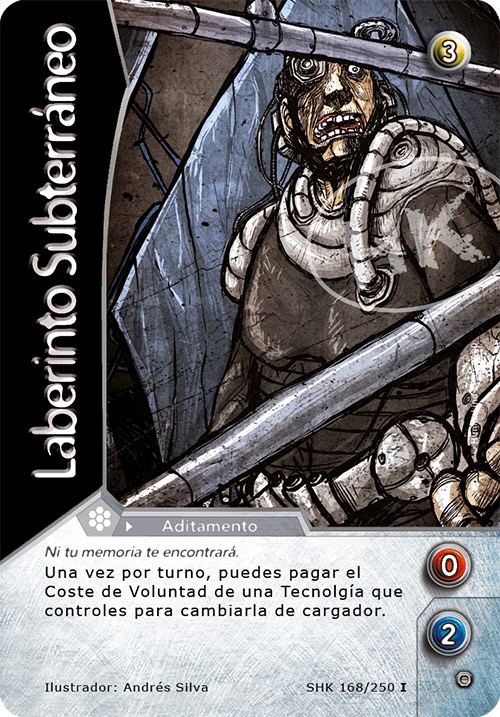 Laberinto Subterráneo
3
HK
Aditamento
Ni tu memoria te encontrará.
Una vez por turno, puedes pagar el
Coste de Voluntad de una Tecnolgía que
controles para cambiarla de cargador.
0
2
Ilustrador: Andrés Silva
SHK 168/250 I